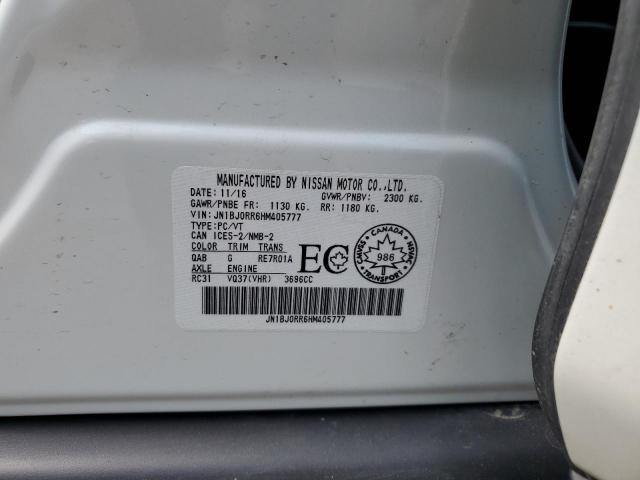 MANUFACTURED BY NISSAN MOTOR CO.,LTD.
DATE: 11/16 GVWR/PNBV: 2300 KG.
GAWR/PNBE FR: 1130 KG. RR: 1180 KG.
VIN: JN1BJ0RR6HM405777
TYPE: PC/VT
CAN ICES-2/NMB-2
COLOR TRIM TRANS
QAB G RE7R01A
AXLE ENGINE
RC31 VQ37(VHR) 3696CC
EC
CANADA
CMVSS 986 NSVAC
TRANSPORT
JN1BJ0RR6HM405777